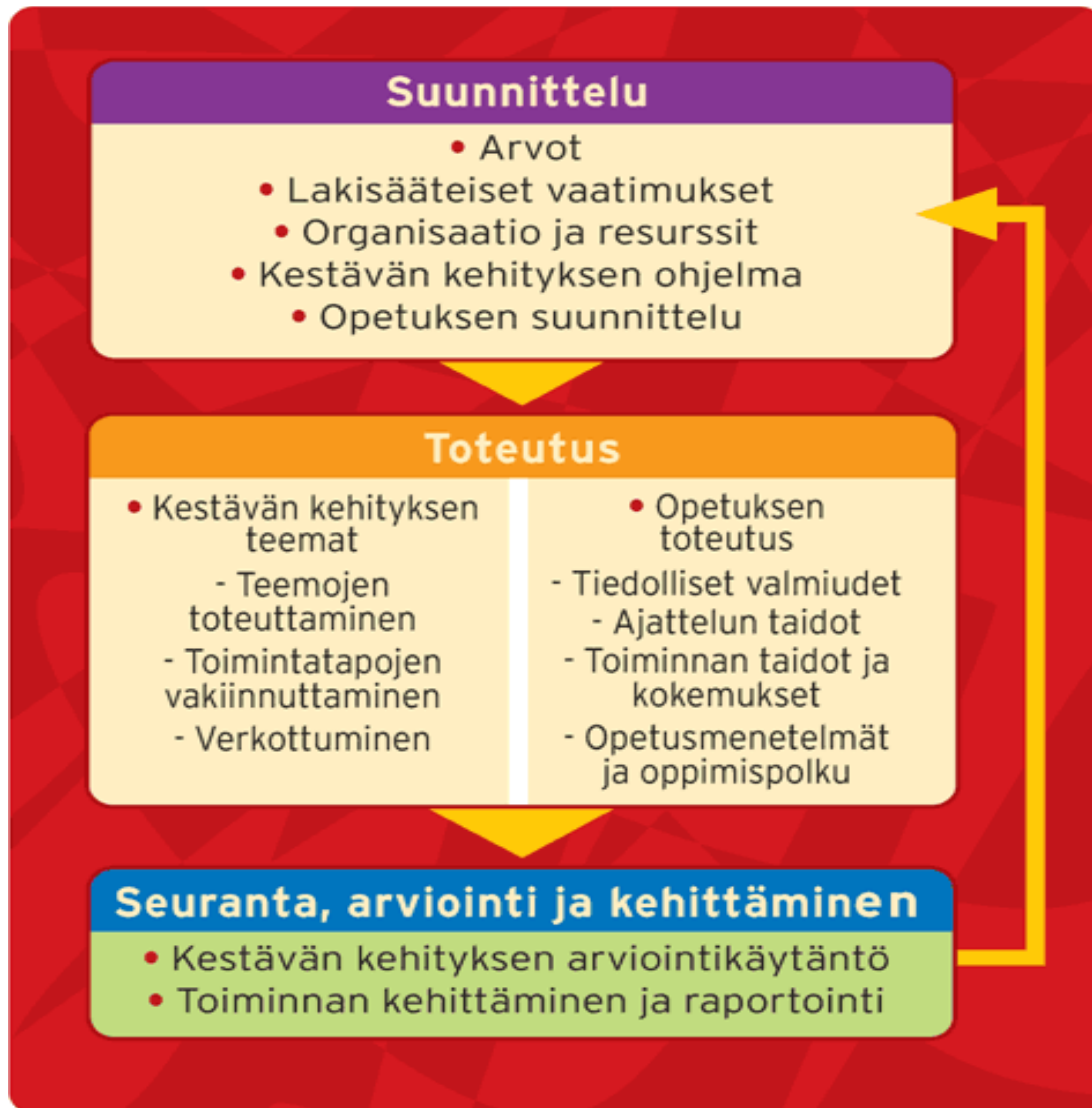 Suunnittelu
• Arvot
• Lakisääteiset vaatimukset
• Organisaatio ja resurssit
• Kestävän kehityksen ohjelma
• Opetuksen suunnittelu
Toteutus
• Kestävän kehityksen
teemat
- Teemojen
toteuttaminen
- Toimintatapojen
vakiinnuttaminen
- Verkottuminen
• Opetuksen
toteutus
- Tiedolliset valmiudet
- Ajattelun taidot
- Toiminnan taidot ja
kokemukset
- Opetusmenetelmät
ja oppimispolku
Seuranta, arviointi ja kehittäminen
• Kestävän kehityksen arviointikäytäntö
• Toiminnan kehittäminen ja raportointi